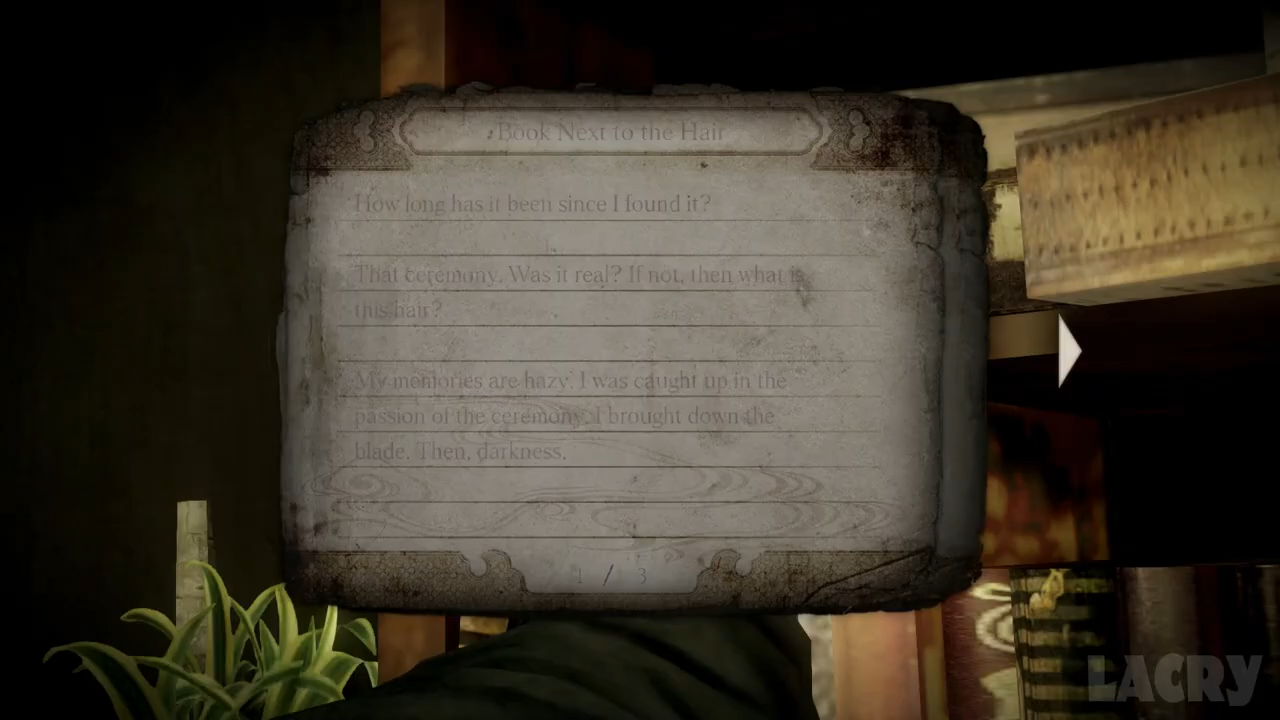 Book Next to the Hair
How long has it been since I found it?
That ceremony. Was it real? If not, then what is
this hair?
My memories are hazy. I was caught up in the
passion of the ceremony. I brought down the
blade. Then, darkness.
1 / 3
LACRY